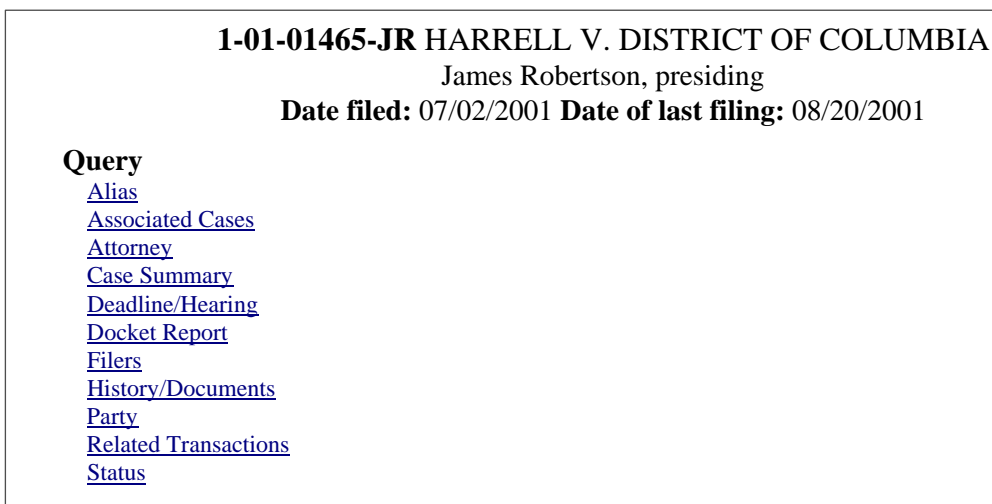 1-01-01465-JR HARRELL V. DISTRICT OF COLUMBIA
James Robertson, presiding
Date filed: 07/02/2001 Date of last filing: 08/20/2001
Query
Alias
Associated Cases
Attorney
Case Summary
Deadline/Hearing
Docket Report
Filers
History/Documents
Party
Related Transactions
Status